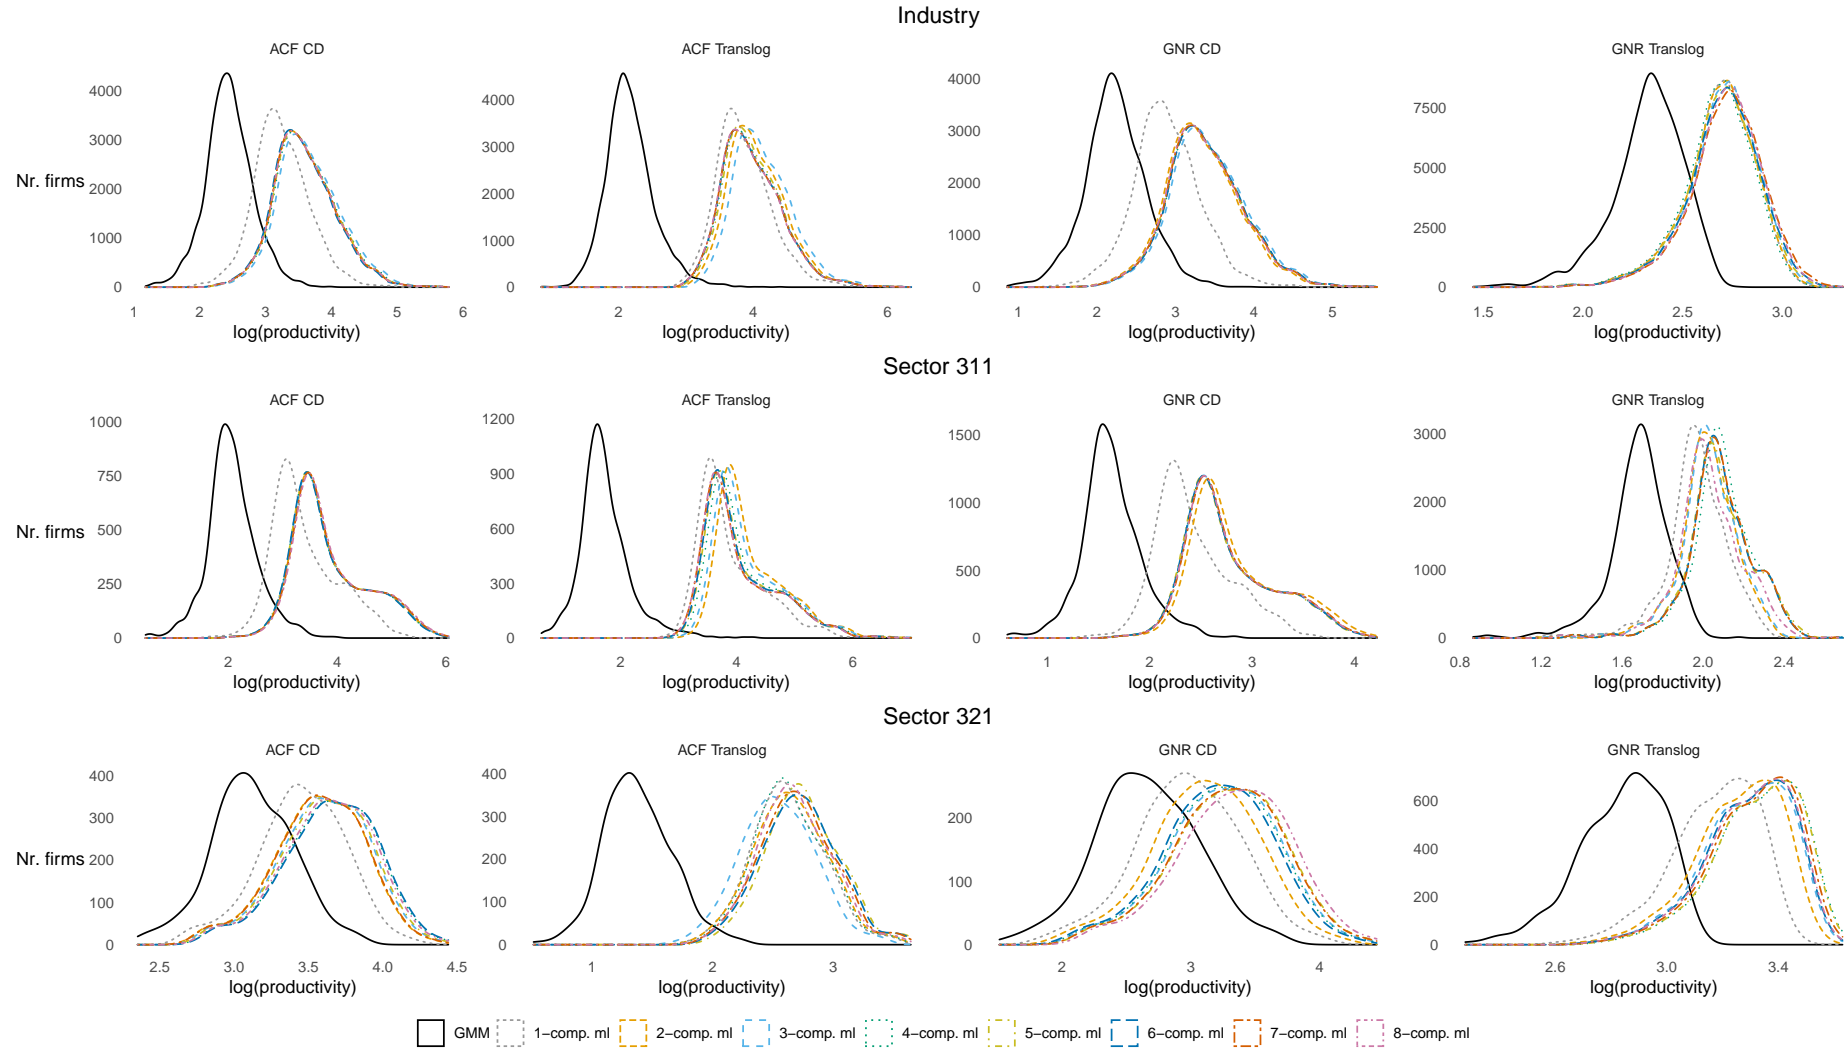 Industry
ACF CD
ACF Translog
GNR CD
GNR Translog
Nr. firms
4000
3000
2000
1000
0
1 2 3 4 5 6
log(productivity)
4000
3000
2000
1000
0
2 4 6
log(productivity)
4000
3000
2000
1000
0
1 2 3 4 5
log(productivity)
7500
5000
2500
0
1.5 2.0 2.5 3.0
log(productivity)
Sector 311
ACF CD
ACF Translog
GNR CD
GNR Translog
Nr. firms
1000
750
500
250
0
2 4 6
log(productivity)
1200
900
600
300
0
2 4 6
log(productivity)
1500
1000
500
0
1 2 3 4
log(productivity)
3000
2000
1000
0
0.8 1.2 1.6 2.0 2.4
log(productivity)
Sector 321
ACF CD
ACF Translog
GNR CD
GNR Translog
Nr. firms
400
300
200
100
0
2.5 3.0 3.5 4.0 4.5
log(productivity)
400
300
200
100
0
1 2 3
log(productivity)
200
100
0
2 3 4
log(productivity)
600
400
200
0
2.6 3.0 3.4
log(productivity)
GMM 1−comp. ml 2−comp. ml 3−comp. ml 4−comp. ml 5−comp. ml 6−comp. ml 7−comp. ml 8−comp. ml